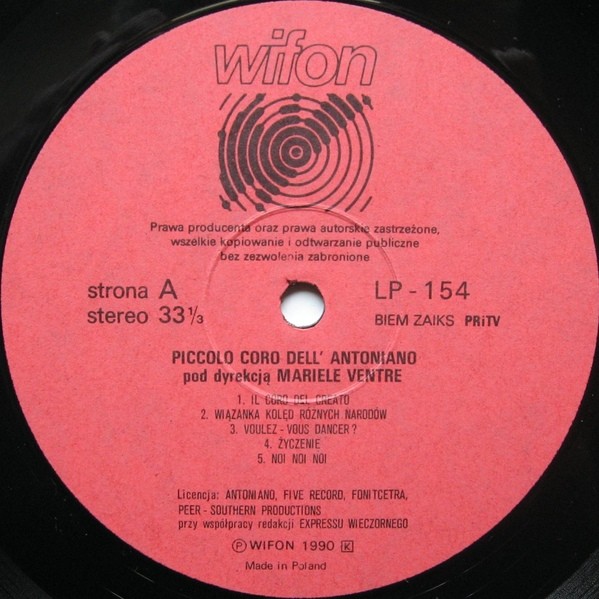 wifon
Prawa producenta oraz prawa autorskie zastrzeżone,
wszelkie kopiowanie i odtwarzanie publiczne
bez zezwolenia zabronione
strona A
stereo 33 1/3
LP - 154
BIEM ZAIKS PRiTV
PICCOLO CORO DELL' ANTONIANO
pod dyrekcją MARIELE VENTRE
1. IL CORO DEL CREATO
2. WIĄZANKA KOLĘD RÓŻNYCH NARODÓW
3. VOULEZ - VOUS DANCER?
4. ŻYCZENIE
5. NOI NOI NOI
Licencja: ANTONIANO, FIVE RECORD, FONITCETRA,
PEER - SOUTHERN PRODUCTIONS
przy współpracy redakcji EXPRESSU WIECZORNEGO
Ⓟ WIFON 1990 K
Made in Poland